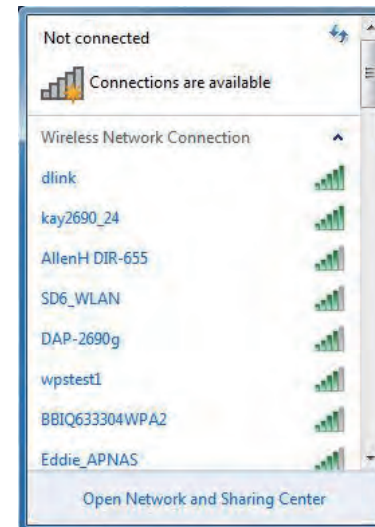 Not connected
Connections are available
Wireless Network Connection
dlink
kay2690_24
AllenH DIR-655
SD6_WLAN
DAP-2690g
wpstest1
BBIQ633304WPA2
Eddie_APNAS
Open Network and Sharing Center